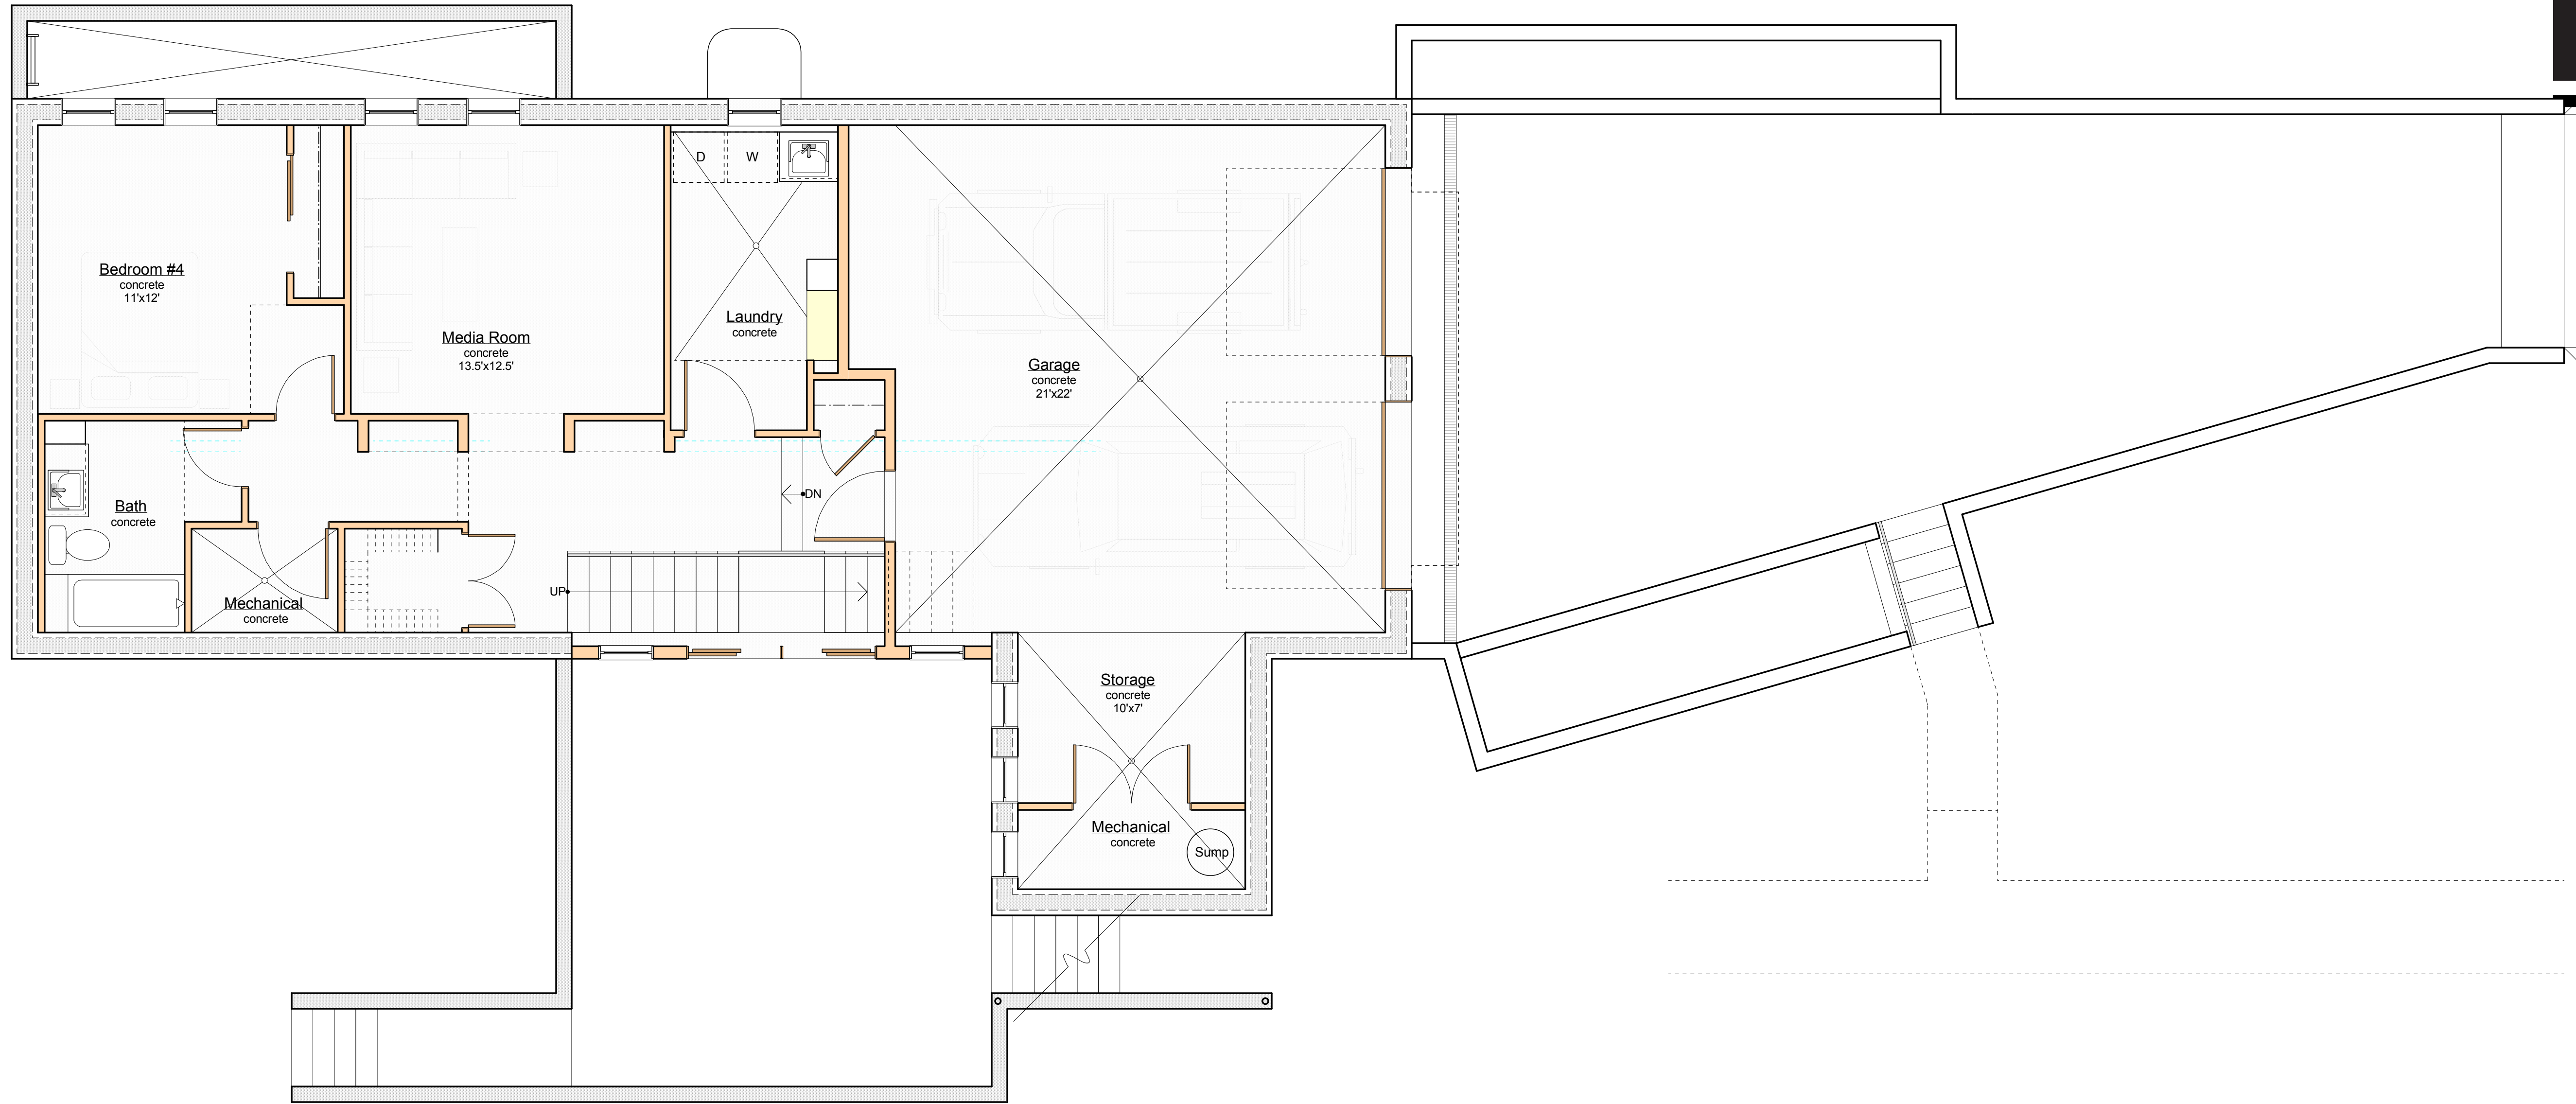 D
W
Bedroom #4
concrete
11'x12'
Media Room
concrete
13.5'x12.5'
Laundry
concrete
Garage
concrete
21'x22'
Bath
concrete
DN
UP
Mechanical
concrete
Storage
concrete
10'x7'
Mechanical
concrete
Sump